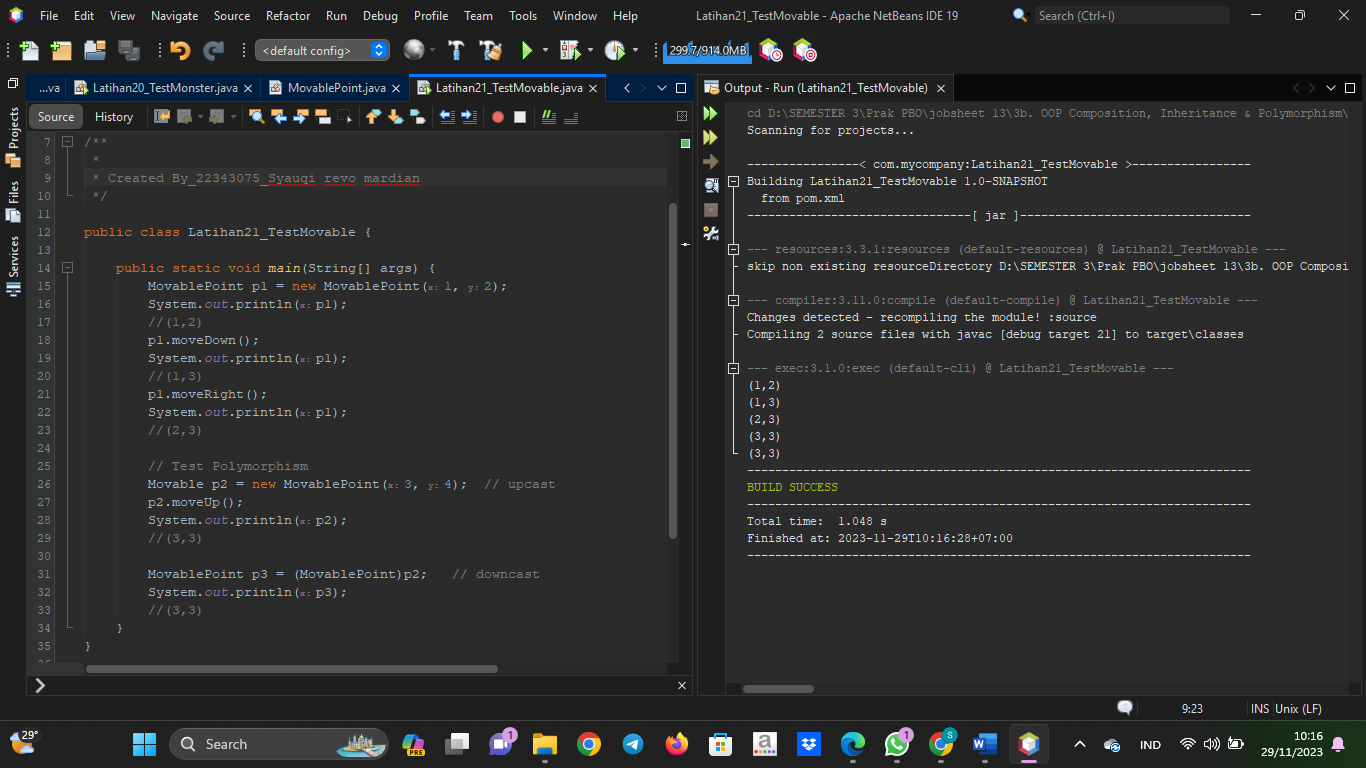 File Edit View Navigate Source Refactor Run Debug Profile Team Tools Window Help
Latihan21_TestMovable - Apache NetBeans IDE 19
Search (Ctrl+I)
<default config>
299.7/914.0MB
...va
Latihan20_TestMonster.java
MovablePoint.java
Latihan21_TestMovable.java
Source
History
Projects
Files
Services
7 /**
8 *
9 * Created By_22343075_Syauqi revo mardian
10 */
11
12 public class Latihan21_TestMovable {
13
14 public static void main(String[] args) {
15 MovablePoint p1 = new MovablePoint(x: 1, y: 2);
16 System.out.println(x: p1);
17 //(1,2)
18 p1.moveDown();
19 System.out.println(x: p1);
20 //(1,3)
21 p1.moveRight();
22 System.out.println(x: p1);
23 //(2,3)
24
25 // Test Polymorphism
26 Movable p2 = new MovablePoint(x: 3, y: 4); // upcast
27 p2.moveUp();
28 System.out.println(x: p2);
29 //(3,3)
30
31 MovablePoint p3 = (MovablePoint)p2; // downcast
32 System.out.println(x: p3);
33 //(3,3)
34 }
35 }
Output - Run (Latihan21_TestMovable)
cd D:\SEMESTER 3\Prak PBO\jobsheet 13\3b. OOP Composition, Inheritance & Polymorphism\
Scanning for projects...
----------------< com.mycompany:Latihan21_TestMovable >-----------------
Building Latihan21_TestMovable 1.0-SNAPSHOT
from pom.xml
--------------------------------[ jar ]---------------------------------
--- resources:3.3.1:resources (default-resources) @ Latihan21_TestMovable ---
skip non existing resourceDirectory D:\SEMESTER 3\Prak PBO\jobsheet 13\3b. OOP Composi
--- compiler:3.11.0:compile (default-compile) @ Latihan21_TestMovable ---
Changes detected - recompiling the module! :source
Compiling 2 source files with javac [debug target 21] to target\classes
--- exec:3.1.0:exec (default-cli) @ Latihan21_TestMovable ---
(1,2)
(1,3)
(2,3)
(3,3)
(3,3)
------------------------------------------------------------------------
BUILD SUCCESS
------------------------------------------------------------------------
Total time: 1.048 s
Finished at: 2023-11-29T10:16:28+07:00
------------------------------------------------------------------------
9:23
INS Unix (LF)
29°
Search
PRE
1
a
S
1
W
IND
10:16
29/11/2023